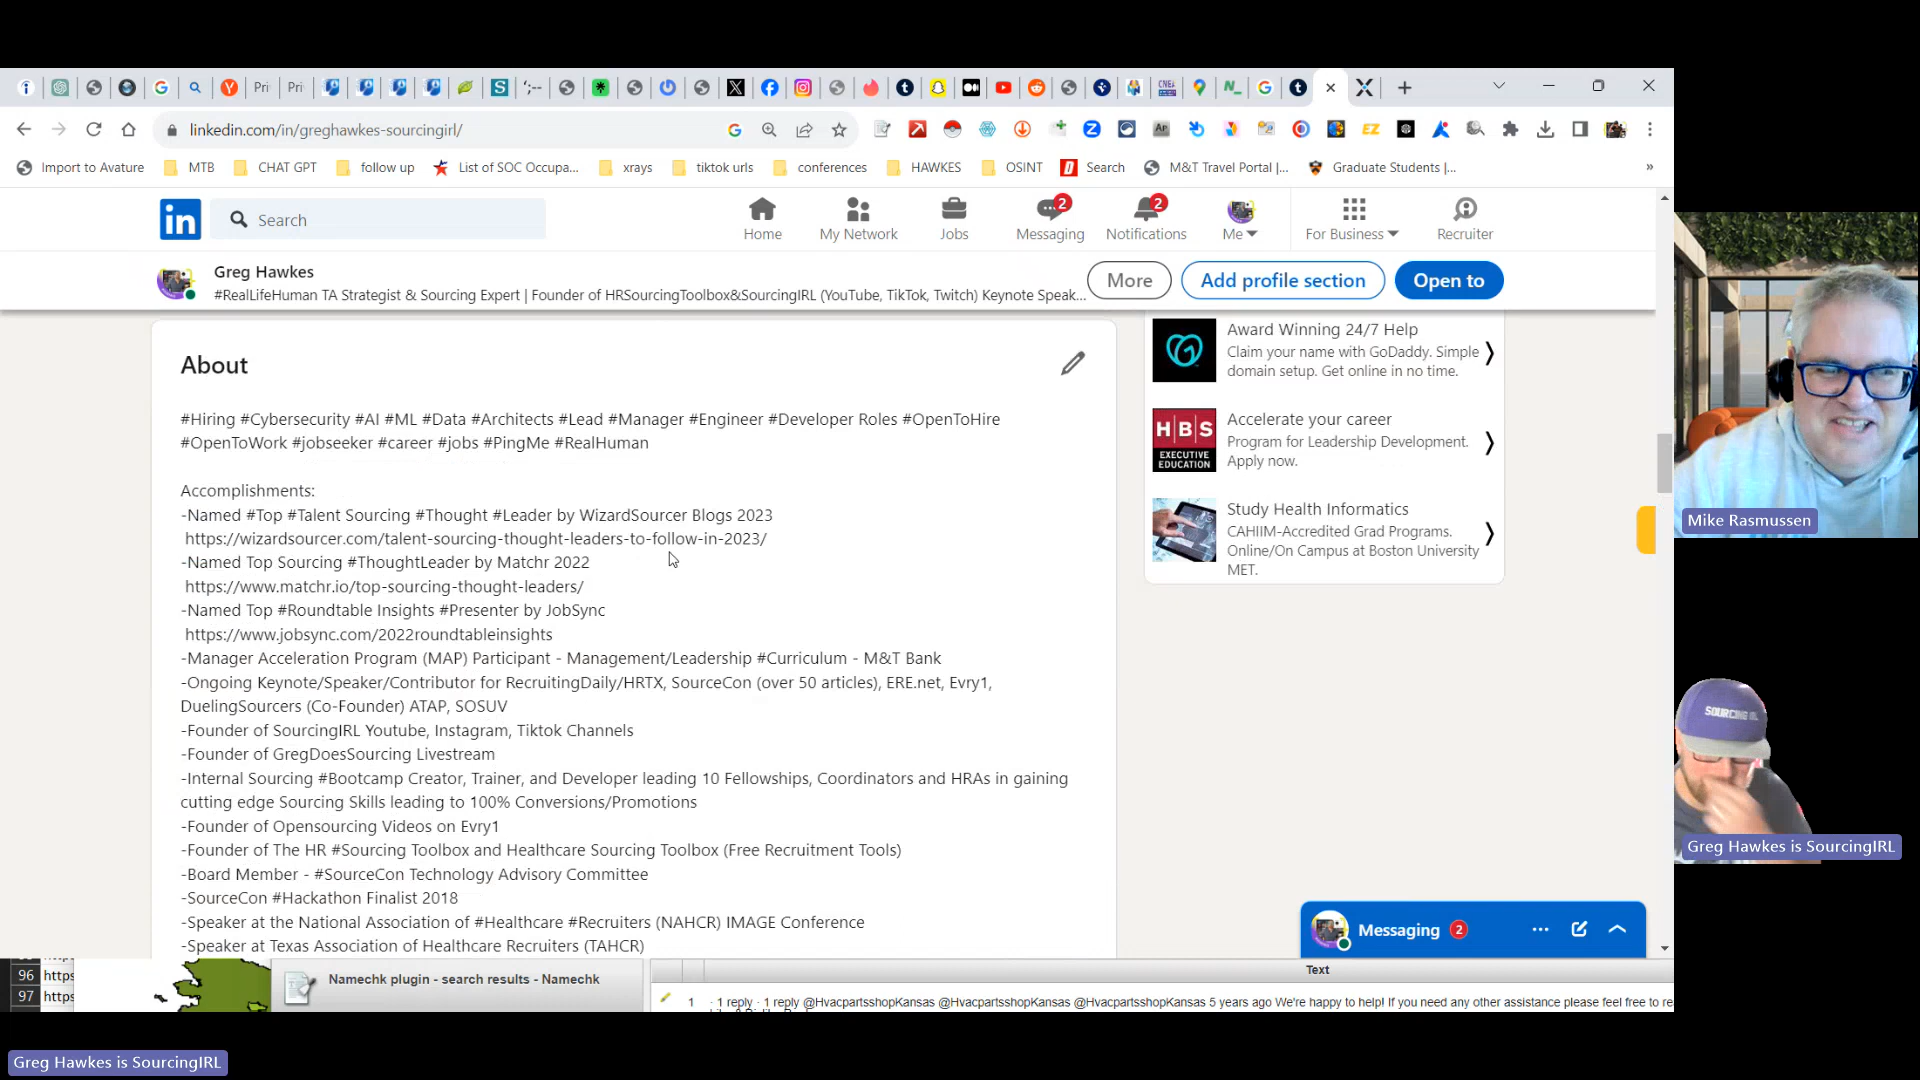 Pri
Pri
CNEA
linkedin.com/in/greghawkes-sourcingirl/
Import to Avature
MTB
CHAT GPT
follow up
List of SOC Occupa...
xrays
tiktok urls
conferences
HAWKES
OSINT
Search
M&T Travel Portal |...
Graduate Students |...
»
in
Search
Home
My Network
Jobs
2
Messaging
2
Notifications
Me
For Business
Recruiter
Greg Hawkes
#RealLifeHuman TA Strategist & Sourcing Expert | Founder of HRSourcingToolbox&SourcingIRL (YouTube, TikTok, Twitch) Keynote Speak...
More
Add profile section
Open to
About
#Hiring #Cybersecurity #AI #ML #Data #Architects #Lead #Manager #Engineer #Developer Roles #OpenToHire
#OpenToWork #jobseeker #career #jobs #PingMe #RealHuman
Accomplishments:
-Named #Top #Talent Sourcing #Thought #Leader by WizardSourcer Blogs 2023
https://wizardsourcer.com/talent-sourcing-thought-leaders-to-follow-in-2023/
-Named Top Sourcing #ThoughtLeader by Matchr 2022
https://www.matchr.io/top-sourcing-thought-leaders/
-Named Top #Roundtable Insights #Presenter by JobSync
https://www.jobsync.com/2022roundtableinsights
-Manager Acceleration Program (MAP) Participant - Management/Leadership #Curriculum - M&T Bank
-Ongoing Keynote/Speaker/Contributor for RecruitingDaily/HRTX, SourceCon (over 50 articles), ERE.net, Evry1,
DuelingSourcers (Co-Founder) ATAP, SOSUV
-Founder of SourcingIRL Youtube, Instagram, Tiktok Channels
-Founder of GregDoesSourcing Livestream
-Internal Sourcing #Bootcamp Creator, Trainer, and Developer leading 10 Fellowships, Coordinators and HRAs in gaining
cutting edge Sourcing Skills leading to 100% Conversions/Promotions
-Founder of Opensourcing Videos on Evry1
-Founder of The HR #Sourcing Toolbox and Healthcare Sourcing Toolbox (Free Recruitment Tools)
-Board Member - #SourceCon Technology Advisory Committee
-SourceCon #Hackathon Finalist 2018
-Speaker at the National Association of #Healthcare #Recruiters (NAHCR) IMAGE Conference
-Speaker at Texas Association of Healthcare Recruiters (TAHCR)
Award Winning 24/7 Help
Claim your name with GoDaddy. Simple
domain setup. Get online in no time.
HBS
EXECUTIVE
EDUCATION
Accelerate your career
Program for Leadership Development.
Apply now.
Study Health Informatics
CAHIIM-Accredited Grad Programs.
Online/On Campus at Boston University
MET.
Messaging
2
96 https
97 https
Namechk plugin - search results - Namechk
Text
1 · 1 reply · 1 reply @HvacpartsshopKansas @HvacpartsshopKansas @HvacpartsshopKansas 5 years ago We're happy to help! If you need any other assistance please feel free to re
Mike Rasmussen
SOURCING IRL
Greg Hawkes is SourcingIRL
Greg Hawkes is SourcingIRL